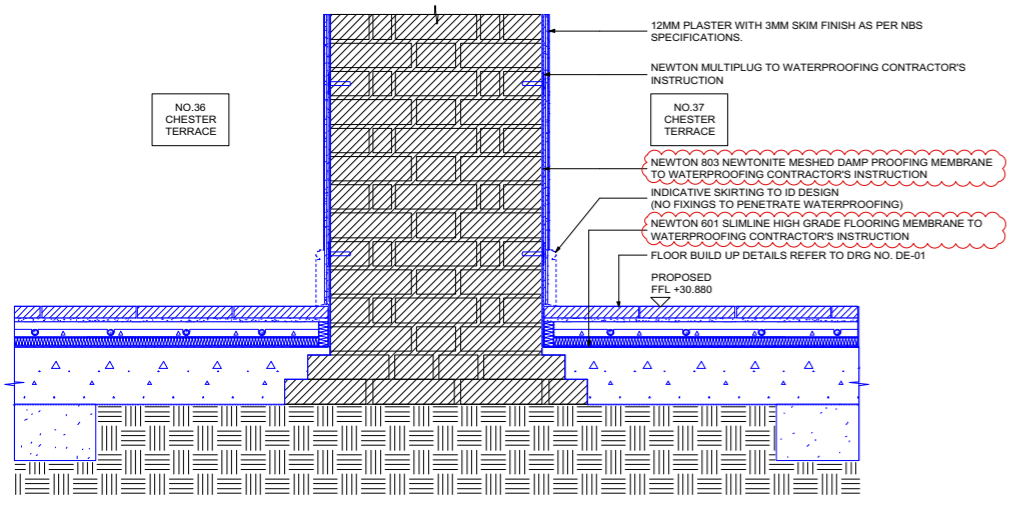 12MM PLASTER WITH 3MM SKIM FINISH AS PER NBS
SPECIFICATIONS.
NEWTON MULTIPLUG TO WATERPROOFING CONTRACTOR'S
INSTRUCTION
NO.36
CHESTER
TERRACE
NO.37
CHESTER
TERRACE
NEWTON 803 NEWTONITE MESHED DAMP PROOFING MEMBRANE
TO WATERPROOFING CONTRACTOR'S INSTRUCTION
INDICATIVE SKIRTING TO ID DESIGN
(NO FIXINGS TO PENETRATE WATERPROOFING)
NEWTON 601 SLIMLINE HIGH GRADE FLOORING MEMBRANE TO
WATERPROOFING CONTRACTOR'S INSTRUCTION
FLOOR BUILD UP DETAILS REFER TO DRG NO. DE-01
PROPOSED
FFL +30.880